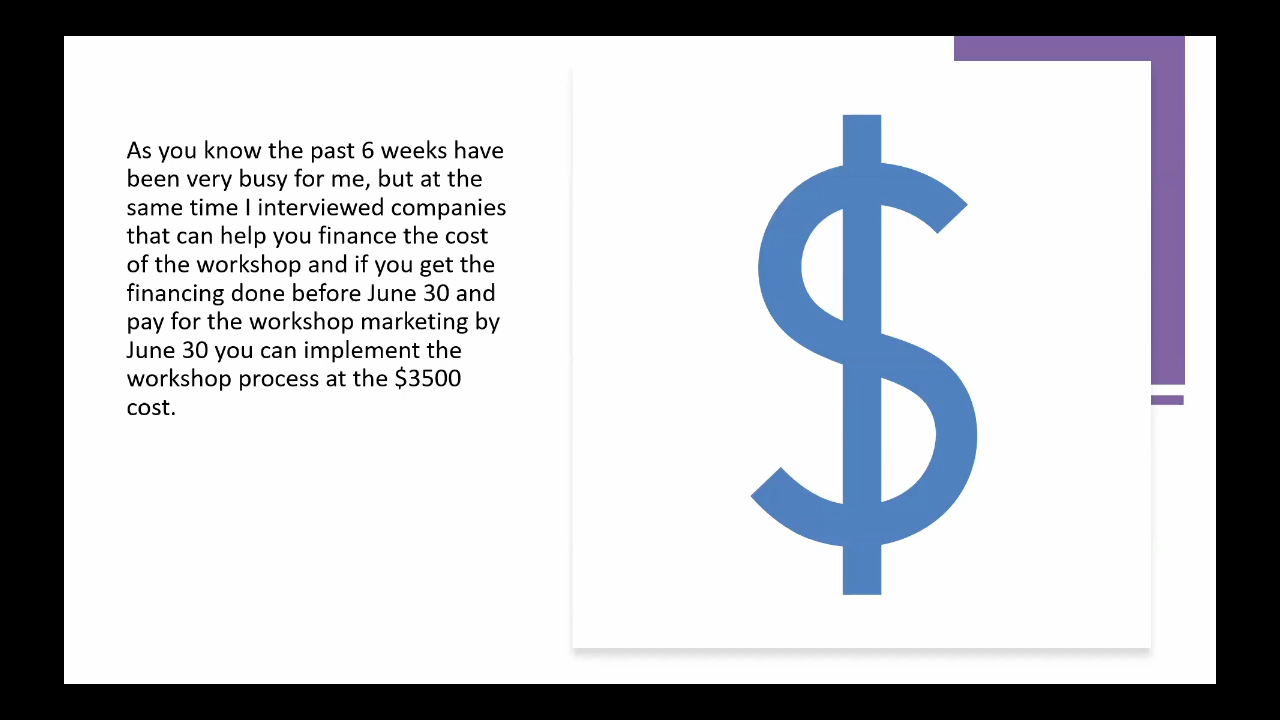 As you know the past 6 weeks have
been very busy for me, but at the
same time I interviewed companies
that can help you finance the cost
of the workshop and if you get the
financing done before June 30 and
pay for the workshop marketing by
June 30 you can implement the
workshop process at the $3500
cost.
$